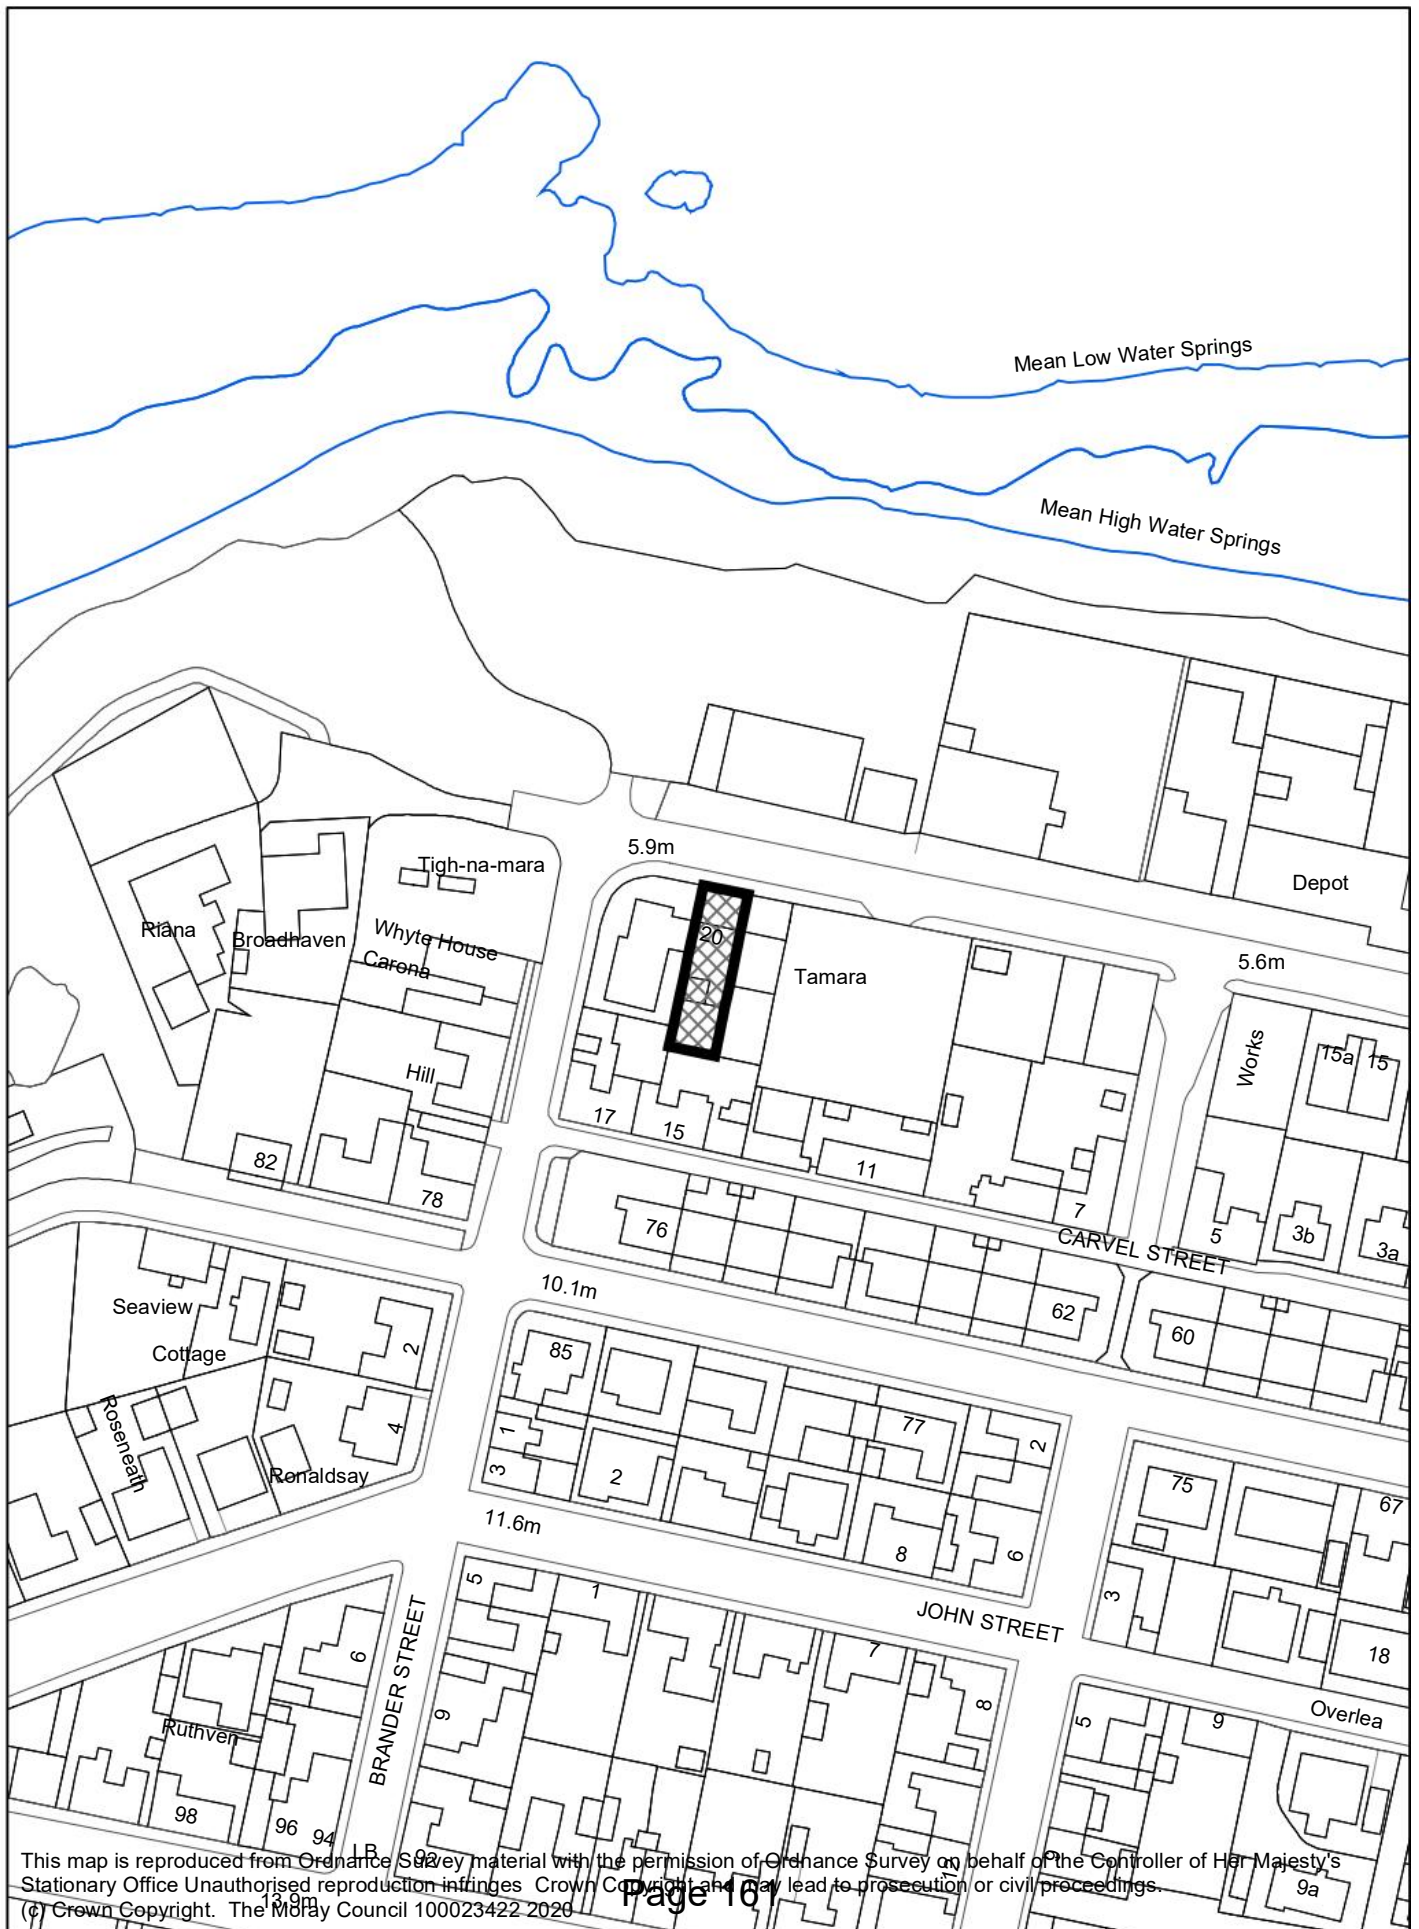 Mean Low Water Springs
Mean High Water Springs
5.9m
Tigh-na-mara
Depot
Riana
Broadhaven
Whyte House
Carona
20
Tamara
5.6m
Works
15a
15
Hill
17
15
11
82
78
7
76
CARVEL STREET
5
3b
3a
10.1m
62
60
Seaview
Cottage
2
85
4
Roseneath
Ronaldsay
1
3
2
77
2
75
67
11.6m
8
6
3
JOHN STREET
5
1
7
18
6
BRANDER STREET
9
8
5
9
Overlea
Ruthven
98
96
94
LB
92
13
9
9a
13.9m
This map is reproduced from Ordnance Survey material with the permission of Ordnance Survey on behalf of the Controller of Her Majesty's
Stationary Office Unauthorised reproduction infringes Crown Copyright and may lead to prosecution or civil proceedings.
(c) Crown Copyright. The Moray Council 100023422 2020
Page 161